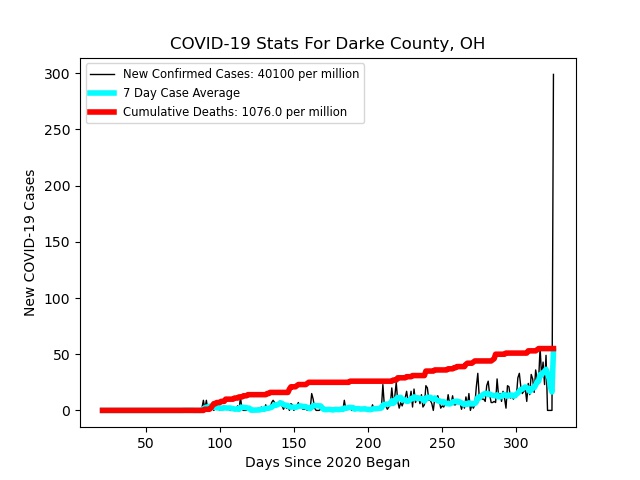 COVID-19 Stats For Darke County, OH
New Confirmed Cases: 40100 per million
7 Day Case Average
Cumulative Deaths: 1076.0 per million
New COVID-19 Cases
300
250
200
150
100
50
0
50 100 150 200 250 300
Days Since 2020 Began